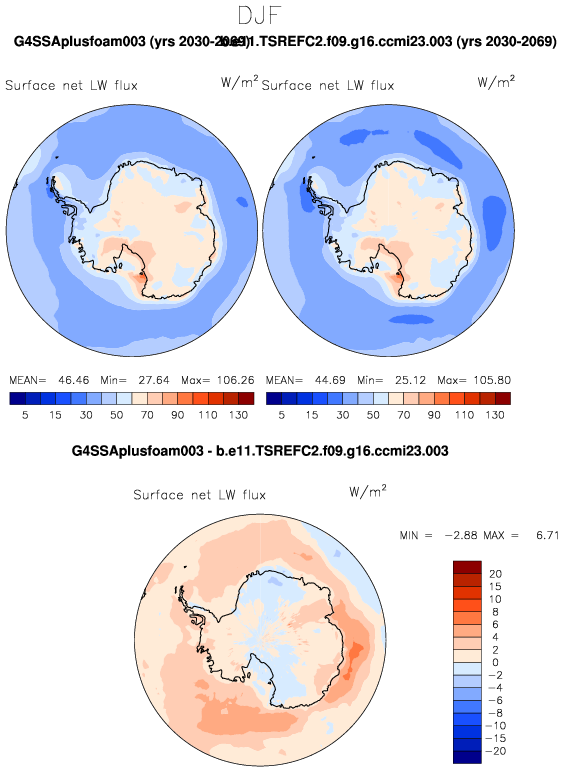 DJF
G4SSAplusfoam003 (yrs 2030-2069) b.e11.TSREFC2.f09.g16.ccmi23.003 (yrs 2030-2069)
Surface net LW flux W/m² Surface net LW flux W/m²
MEAN= 46.46 Min= 27.64 Max= 106.26 MEAN= 44.69 Min= 25.12 Max= 105.80
5 15 30 50 70 90 110 130 5 15 30 50 70 90 110 130
G4SSAplusfoam003 - b.e11.TSREFC2.f09.g16.ccmi23.003
Surface net LW flux W/m²
MIN = -2.88 MAX = 6.71
20
15
10
8
6
4
2
0
-2
-4
-6
-8
-10
-15
-20